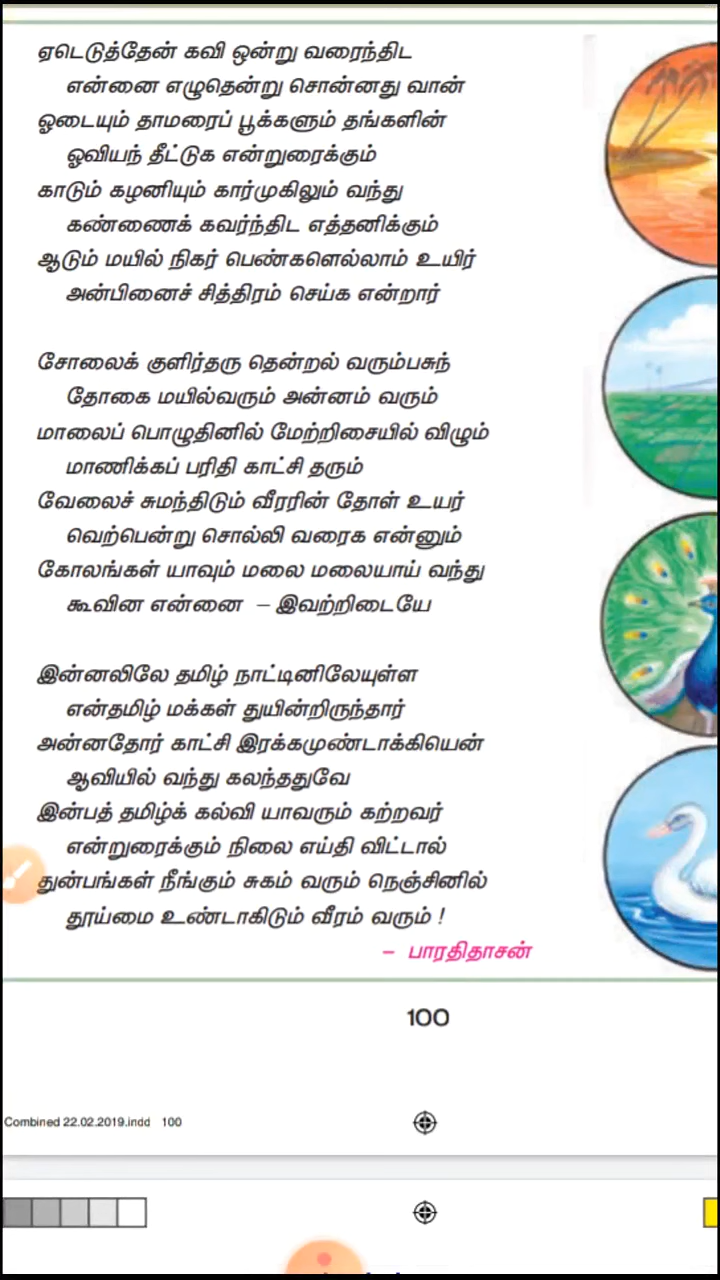 ஏடெடுத்தேன் கவி ஒன்று வரைந்திட
என்னை எழுதென்று சொன்னது வான்
ஓடையும் தாமரைப் பூக்களும் தங்களின்
ஓவியந் தீட்டுக என்றுரைக்கும்
காடும் கழனியும் கார்முகிலும் வந்து
கண்ணைக் கவர்ந்திட எத்தனிக்கும்
ஆடும் மயில் நிகர் பெண்களெல்லாம் உயிர்
அன்பினைச் சித்திரம் செய்க என்றார்
சோலைக் குளிர்தரு தென்றல் வரும்பசுந்
தோகை மயில்வரும் அன்னம் வரும்
மாலைப் பொழுதினில் மேற்றிசையில் விழும்
மாணிக்கப் பரிதி காட்சி தரும்
வேலைச் சுமந்திடும் வீரரின் தோள் உயர்
வெற்பென்று சொல்லி வரைக என்னும்
கோலங்கள் யாவும் மலை மலையாய் வந்து
கூவின என்னை – இவற்றிடையே
இன்னலிலே தமிழ் நாட்டினிலேயுள்ள
என்தமிழ் மக்கள் துயின்றிருந்தார்
அன்னதோர் காட்சி இரக்கமுண்டாக்கியென்
ஆவியில் வந்து கலந்ததுவே
இன்பத் தமிழ்க் கல்வி யாவரும் கற்றவர்
என்றுரைக்கும் நிலை எய்தி விட்டால்
துன்பங்கள் நீங்கும் சுகம் வரும் நெஞ்சினில்
தூய்மை உண்டாகிடும் வீரம் வரும் !
– பாரதிதாசன்
100
Combined 22.02.2019.indd 100